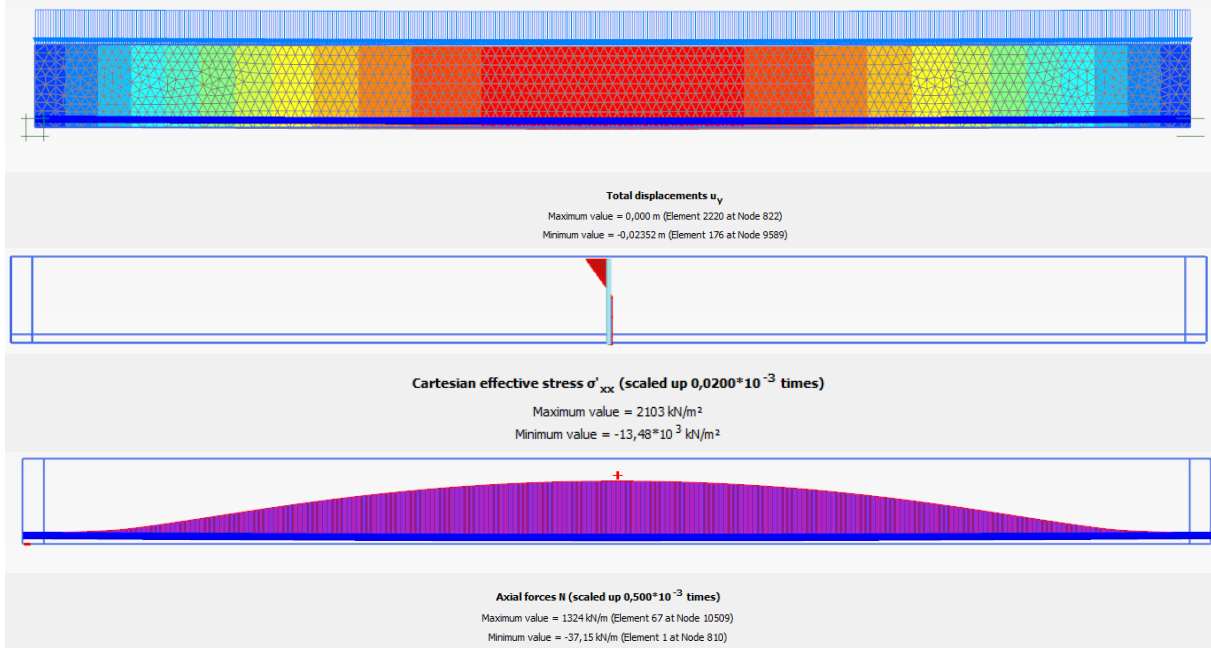 Total displacements uy
Maximum value = 0,000 m (Element 2220 at Node 822)
Minimum value = -0,02352 m (Element 176 at Node 9589)
Cartesian effective stress σ'xx (scaled up 0,0200*10⁻³ times)
Maximum value = 2103 kN/m²
Minimum value = -13,48*10³ kN/m²
Axial forces N (scaled up 0,500*10⁻³ times)
Maximum value = 1324 kN/m (Element 67 at Node 10509)
Minimum value = -37,15 kN/m (Element 1 at Node 810)